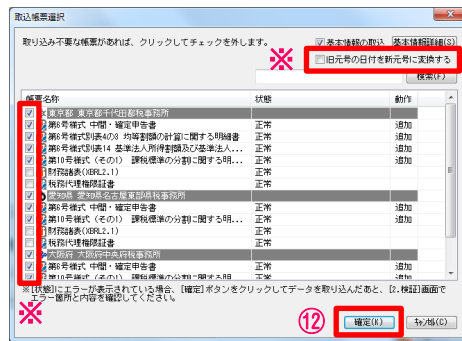 取込帳票選択
取り込み不要な帳票があれば、クリックしてチェックを外します。
基本情報の取込 基本情報詳細(S)
※ 旧元号の日付を新元号に変換する
検索(F)
帳票名称 状態 動作
東京都 東京都千代田都税事務所
第6号様式 中間・確定申告書 正常 追加
第6号様式別表4の3 均等割額の計算に関する明細書 正常 追加
第6号様式別表14 基準法人所得割額及び基準法人... 正常 追加
第10号様式（その1） 課税標準の分割に関する明... 正常 追加
財務諸表(XBRL2.1) 正常
税務代理権限証書 正常
愛知県 愛知県名古屋東部県税事務所
第6号様式 中間・確定申告書 正常 追加
第10号様式（その1） 課税標準の分割に関する明... 正常 追加
財務諸表(XBRL2.1) 正常
税務代理権限証書 正常
大阪府 大阪府中央府税事務所
第6号様式 中間・確定申告書 正常 追加
第10号様式（その1） 課税標準の分割に関する明... 正常 追加
※[状態]にエラーが表示されている場合、[確定]ボタンをクリックしてデータを取り込んだあと、[2.検証]画面で
エラー箇所と内容を確認してください。
※
⑫ 確定(K) ｷｬﾝｾﾙ(C)